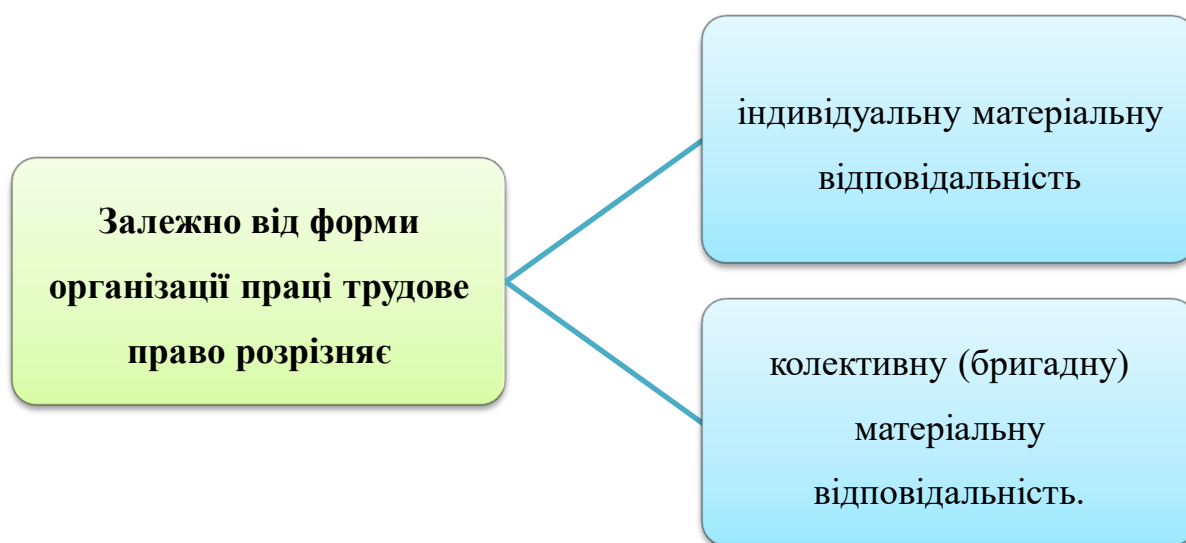 Залежно від форми
організації праці трудове
право розрізняє
індивідуальну матеріальну
відповідальність
колективну (бригадну)
матеріальну
відповідальність.